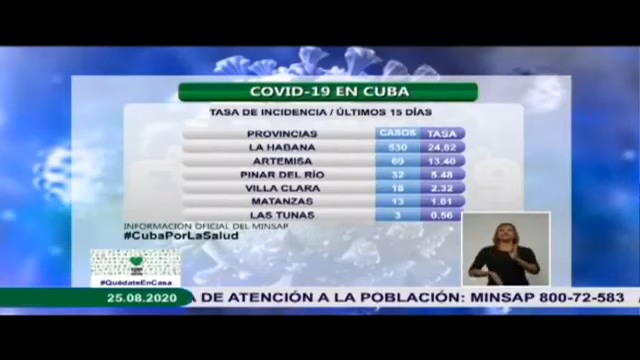 COVID-19 EN CUBA
TASA DE INCIDENCIA / ÚLTIMOS 15 DÍAS
PROVINCIAS CASOS TASA
LA HABANA 530 24,82
ARTEMISA 69 13.40
PINAR DEL RÍO 32 5.48
VILLA CLARA 18 2.32
MATANZAS 13 1.81
LAS TUNAS 3 0.56
INFORMACIÓN OFICIAL DEL MINSAP
#CubaPorLaSalud
#QuédateEnCasa
25.08.2020 A DE ATENCIÓN A LA POBLACIÓN: MINSAP 800-72-583